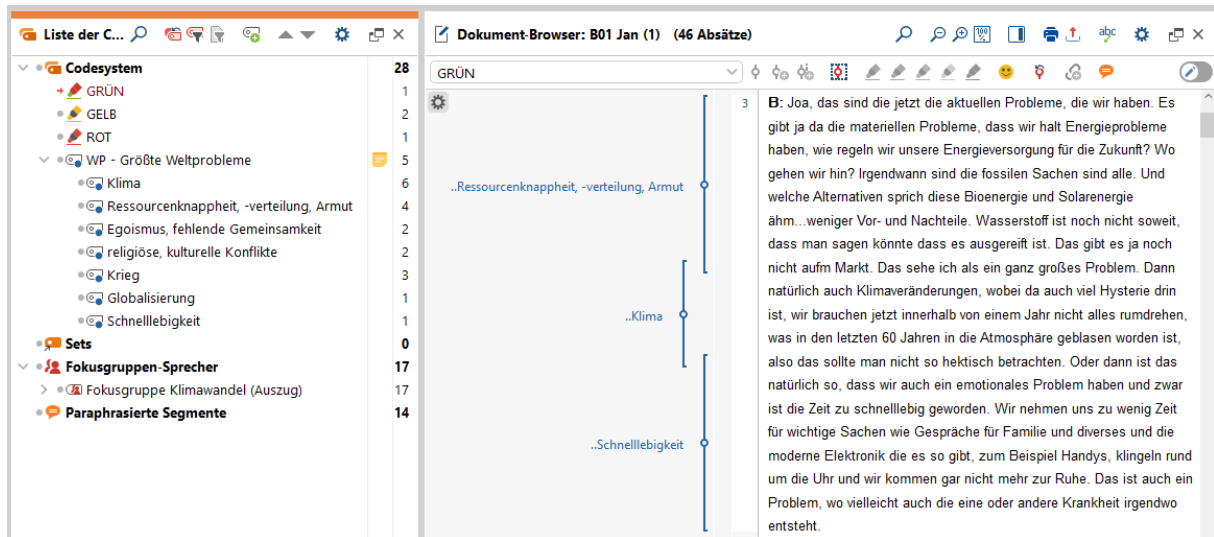 Liste der C...
Codesystem 28
GRÜN 1
GELB 2
ROT 1
WP - Größte Weltprobleme 5
Klima 6
Ressourcenknappheit, -verteilung, Armut 4
Egoismus, fehlende Gemeinsamkeit 2
religiöse, kulturelle Konflikte 2
Krieg 3
Globalisierung 1
Schnelllebigkeit 1
Sets 0
Fokusgruppen-Sprecher 17
Fokusgruppe Klimawandel (Auszug) 17
Paraphrasierte Segmente 14
Dokument-Browser: B01 Jan (1) (46 Absätze)
100
%
abc
GRÜN
..Ressourcenknappheit, -verteilung, Armut
..Klima
..Schnelllebigkeit
3
B: Joa, das sind die jetzt die aktuellen Probleme, die wir haben. Es
gibt ja da die materiellen Probleme, dass wir halt Energieprobleme
haben, wie regeln wir unsere Energieversorgung für die Zukunft? Wo
gehen wir hin? Irgendwann sind die fossilen Sachen sind alle. Und
welche Alternativen sprich diese Bioenergie und Solarenergie
ähm...weniger Vor- und Nachteile. Wasserstoff ist noch nicht soweit,
dass man sagen könnte dass es ausgereift ist. Das gibt es ja noch
nicht aufm Markt. Das sehe ich als ein ganz großes Problem. Dann
natürlich auch Klimaveränderungen, wobei da auch viel Hysterie drin
ist, wir brauchen jetzt innerhalb von einem Jahr nicht alles rumdrehen,
was in den letzten 60 Jahren in die Atmosphäre geblasen worden ist,
also das sollte man nicht so hektisch betrachten. Oder dann ist das
natürlich so, dass wir auch ein emotionales Problem haben und zwar
ist die Zeit zu schnelllebig geworden. Wir nehmen uns zu wenig Zeit
für wichtige Sachen wie Gespräche für Familie und diverses und die
moderne Elektronik die es so gibt, zum Beispiel Handys, klingeln rund
um die Uhr und wir kommen gar nicht mehr zur Ruhe. Das ist auch ein
Problem, wo vielleicht auch die eine oder andere Krankheit irgendwo
entsteht.